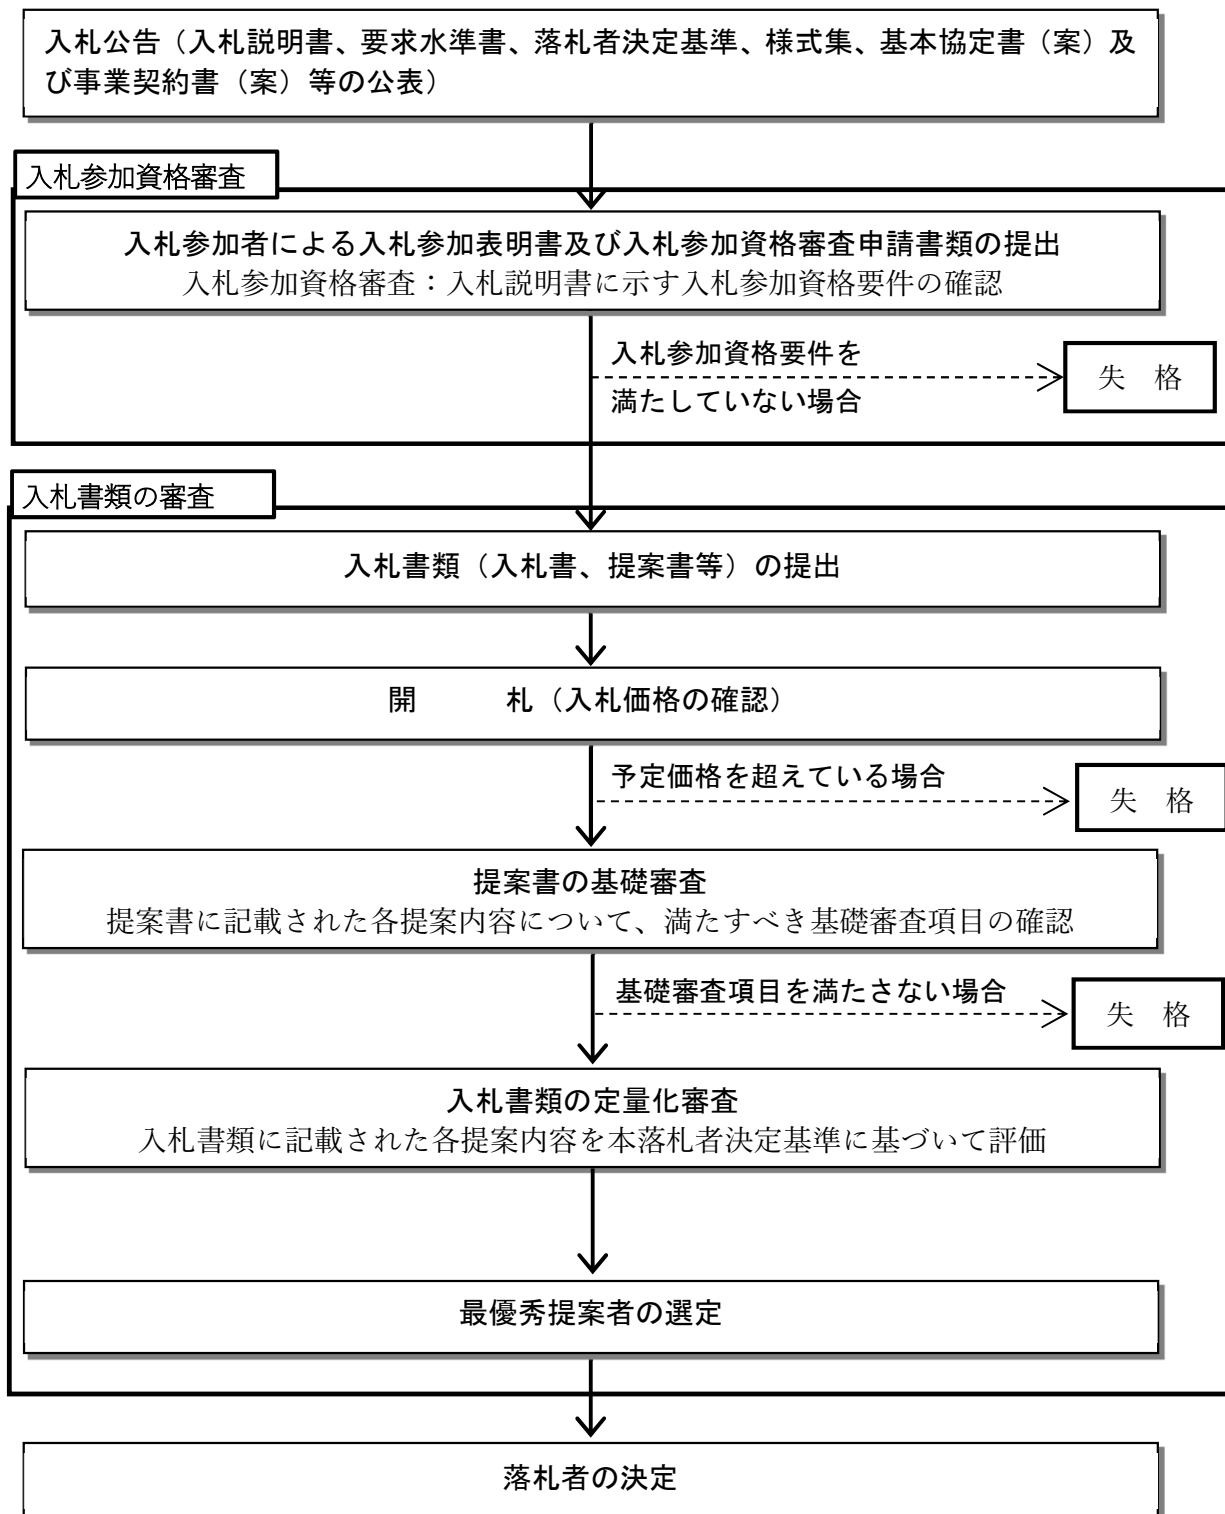 入札公告（入札説明書、要求水準書、落札者決定基準、様式集、基本協定書（案）及
び事業契約書（案）等の公表）
入札参加資格審査
入札参加者による入札参加表明書及び入札参加資格審査申請書類の提出
入札参加資格審査：入札説明書に示す入札参加資格要件の確認
入札参加資格要件を
満たしていない場合
失　格
入札書類の審査
入札書類（入札書、提案書等）の提出
開　　　札（入札価格の確認）
予定価格を超えている場合
失　格
提案書の基礎審査
提案書に記載された各提案内容について、満たすべき基礎審査項目の確認
基礎審査項目を満たさない場合
失　格
入札書類の定量化審査
入札書類に記載された各提案内容を本落札者決定基準に基づいて評価
最優秀提案者の選定
落札者の決定